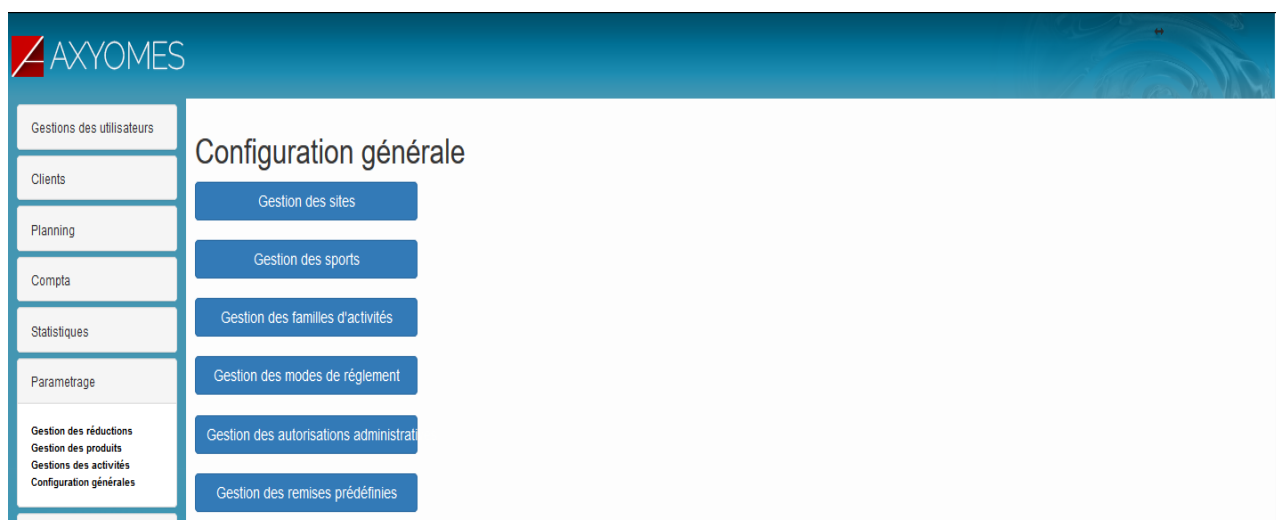 AXYOMES
Gestions des utilisateurs
Clients
Planning
Compta
Statistiques
Parametrage
Gestion des réductions
Gestion des produits
Gestions des activités
Configuration générales
Configuration générale
Gestion des sites
Gestion des sports
Gestion des familles d'activités
Gestion des modes de réglement
Gestion des autorisations administrati
Gestion des remises prédéfinies